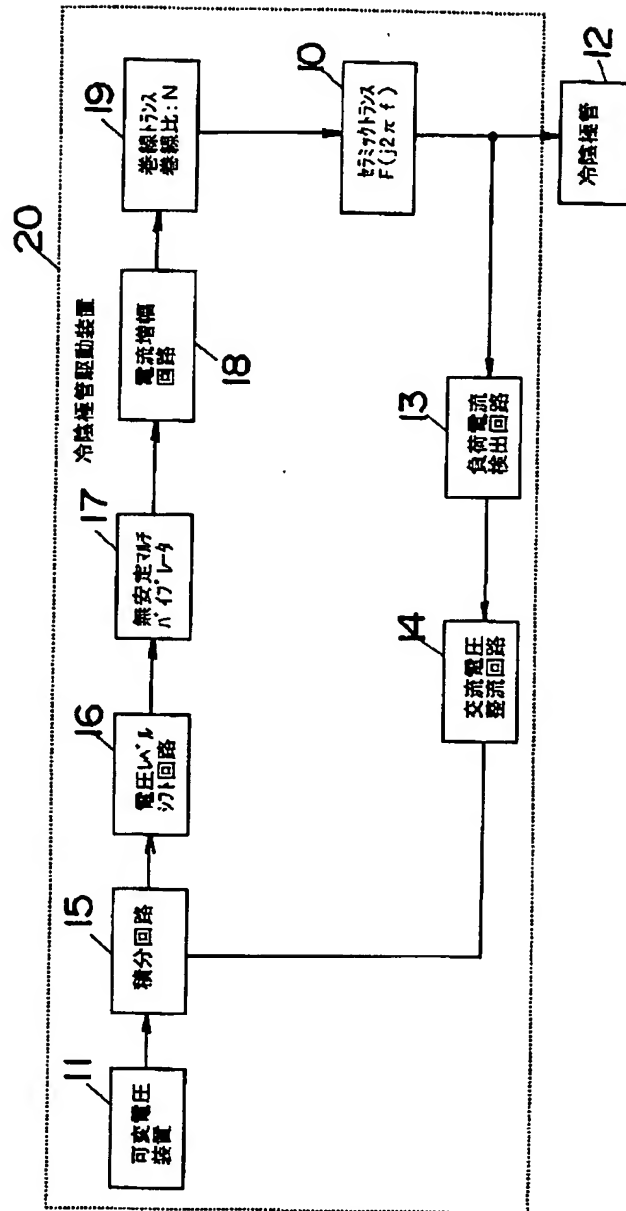 20
冷陰極管駆動装置
11
可変電圧
装置
15
積分回路
16
電圧レベル
シフト回路
17
無安定マルチ
バイブレータ
18
電流増幅
回路
19
巻線トランス
巻線比:N
10
セラミックトランス
F(j2πf)
12
冷陰極管
13
負荷電流
検出回路
14
交流電圧
整流回路